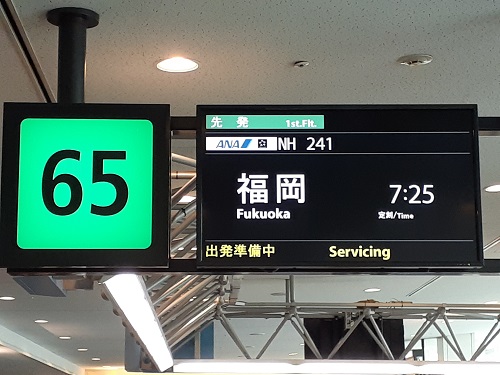 65
先発 1st.Flt.
ANA NH 241
福岡 7:25
Fukuoka 定刻/Time
出発準備中 Servicing